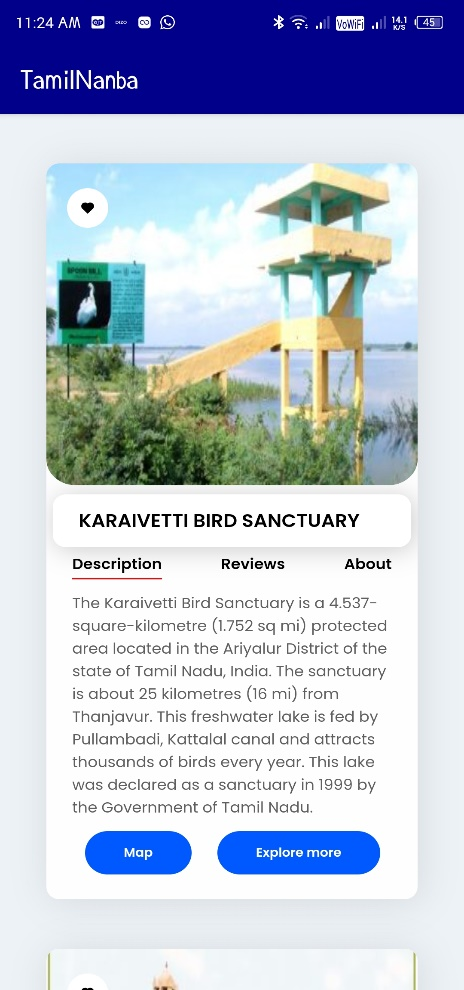 11:24 AM
VoWiFi
14.1
K/S
45
TamilNanba
SPOON BILL
KARAIVETTI BIRD SANCTUARY
Description Reviews About
The Karaivetti Bird Sanctuary is a 4.537-
square-kilometre (1.752 sq mi) protected
area located in the Ariyalur District of the
state of Tamil Nadu, India. The sanctuary
is about 25 kilometres (16 mi) from
Thanjavur. This freshwater lake is fed by
Pullambadi, Kattalal canal and attracts
thousands of birds every year. This lake
was declared as a sanctuary in 1999 by
the Government of Tamil Nadu.
Map Explore more